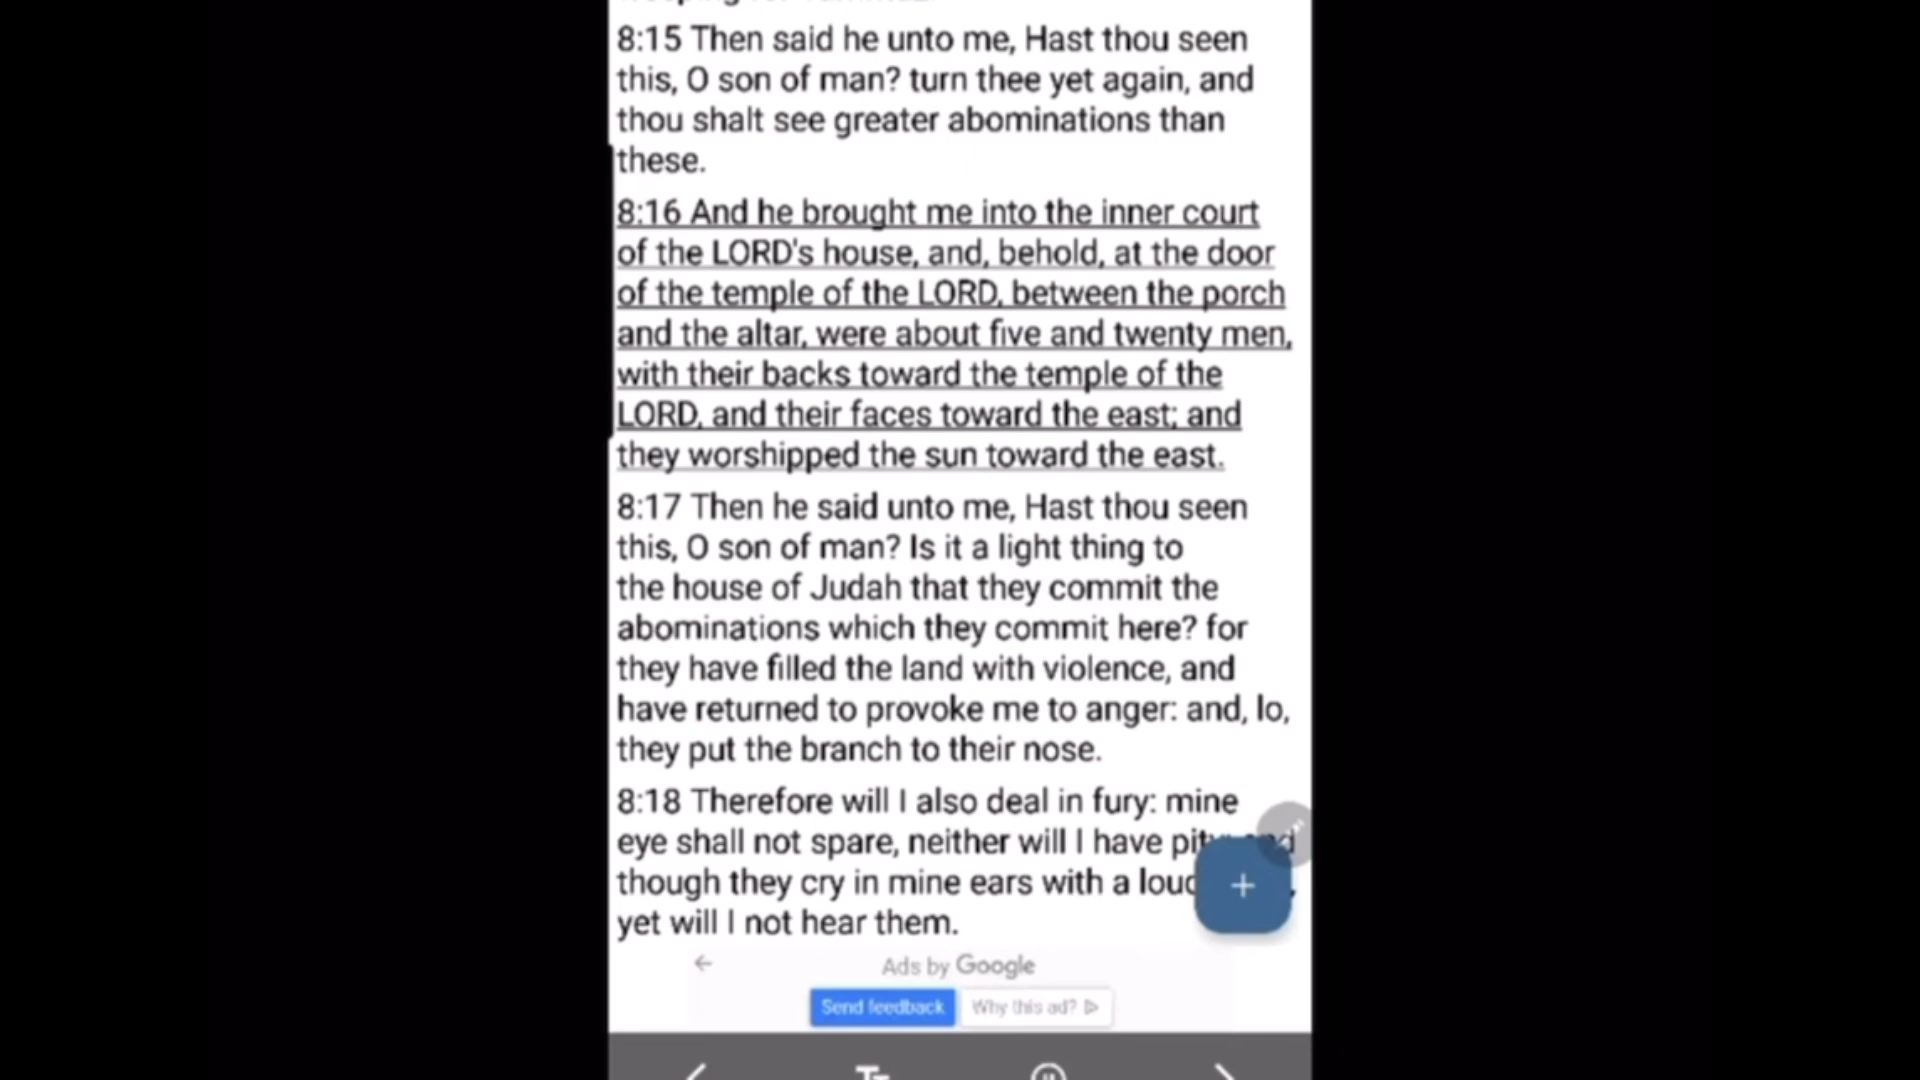 8:15 Then said he unto me, Hast thou seen
this, O son of man? turn thee yet again, and
thou shalt see greater abominations than
these.
8:16 And he brought me into the inner court
of the LORD's house, and, behold, at the door
of the temple of the LORD, between the porch
and the altar, were about five and twenty men,
with their backs toward the temple of the
LORD, and their faces toward the east; and
they worshipped the sun toward the east.
8:17 Then he said unto me, Hast thou seen
this, O son of man? Is it a light thing to
the house of Judah that they commit the
abominations which they commit here? for
they have filled the land with violence, and
have returned to provoke me to anger: and, lo,
they put the branch to their nose.
8:18 Therefore will I also deal in fury: mine
eye shall not spare, neither will I have
though they cry in mine ears with a
yet will I not hear them.
Ads by Google
Send feedback
Why this ad?
+